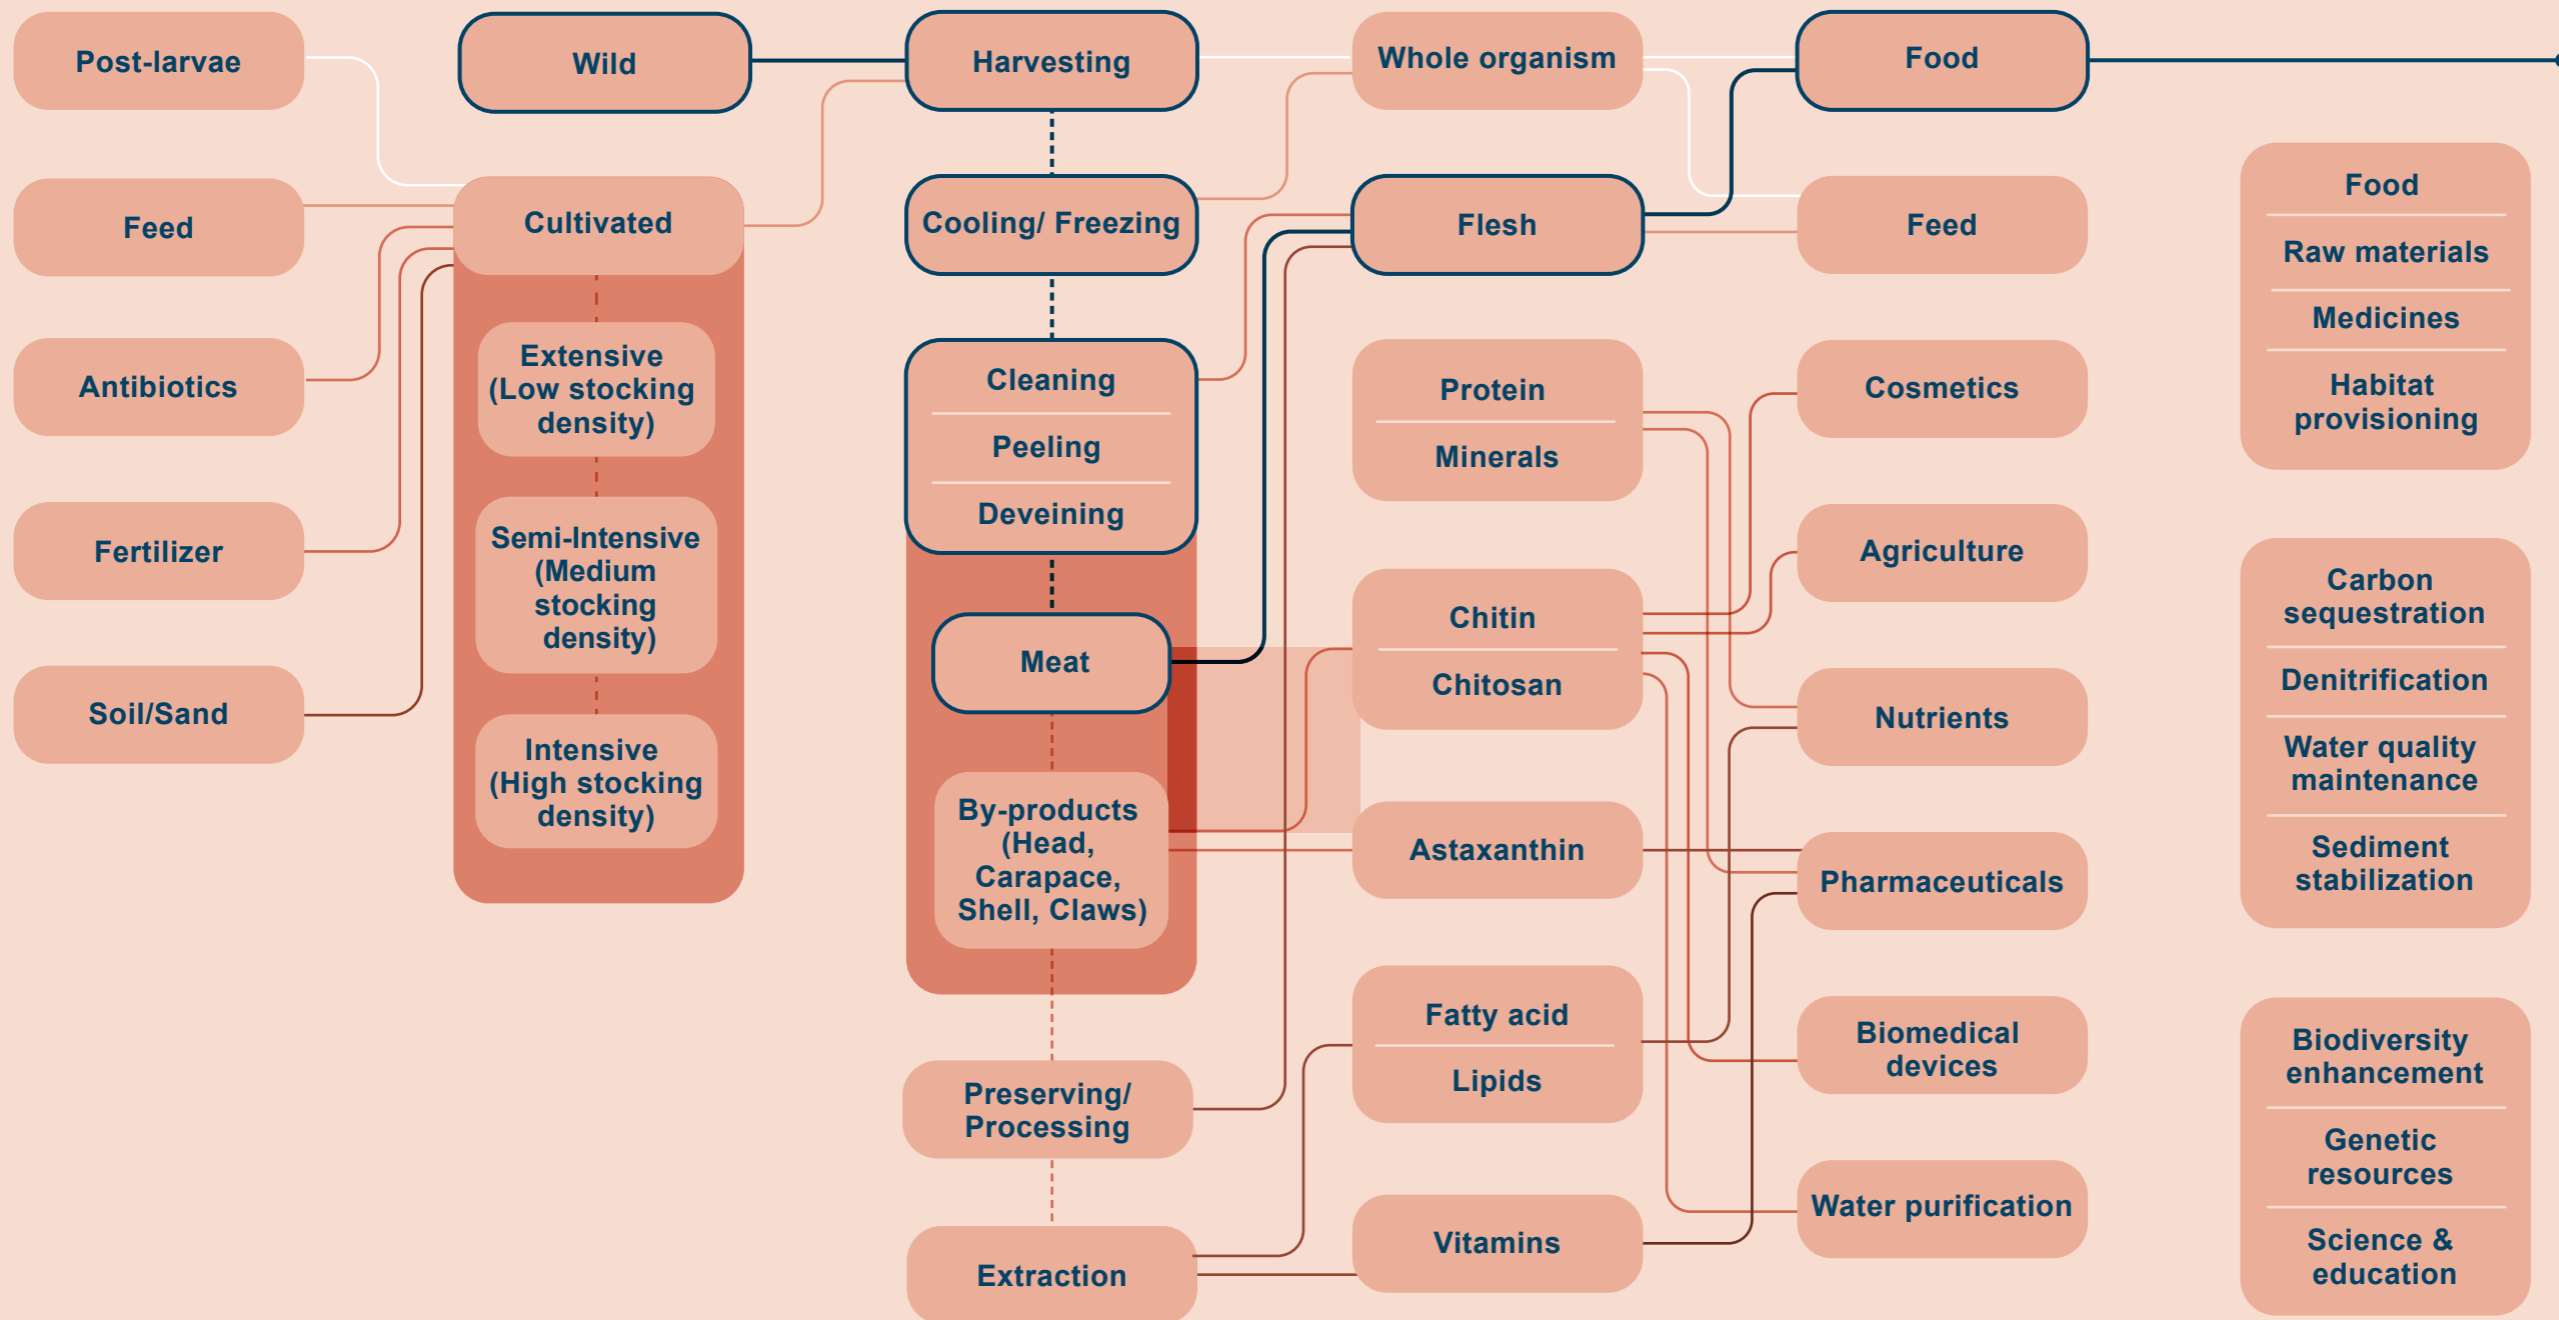 Post-larvae
Feed
Antibiotics
Fertilizer
Soil/Sand
Wild
Cultivated
Extensive
(Low stocking
density)
Semi-Intensive
(Medium
stocking
density)
Intensive
(High stocking
density)
Harvesting
Cooling/ Freezing
Cleaning
Peeling
Deveining
Meat
By-products
(Head,
Carapace,
Shell, Claws)
Preserving/
Processing
Extraction
Whole organism
Flesh
Protein
Minerals
Chitin
Chitosan
Astaxanthin
Fatty acid
Lipids
Vitamins
Food
Feed
Cosmetics
Agriculture
Nutrients
Pharmaceuticals
Biomedical
devices
Water purification
Food
Raw materials
Medicines
Habitat
provisioning
Carbon
sequestration
Denitrification
Water quality
maintenance
Sediment
stabilization
Biodiversity
enhancement
Genetic
resources
Science &
education